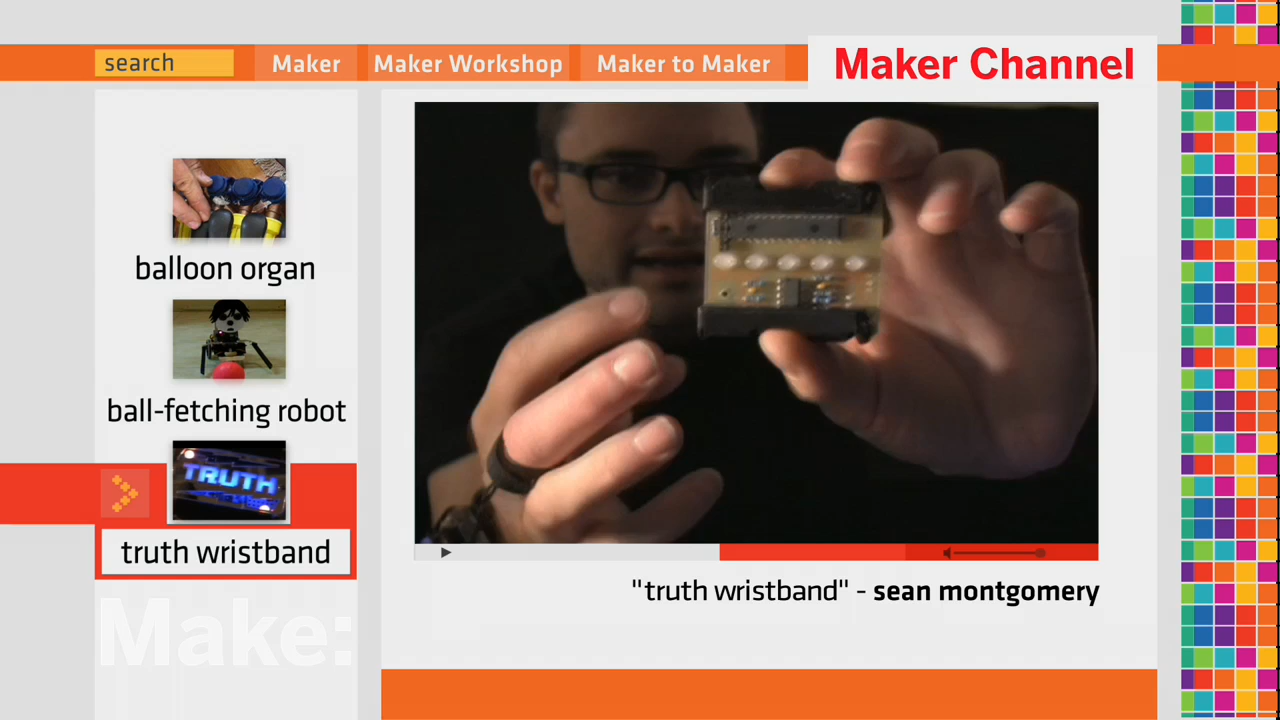 search
Maker
Maker Workshop
Maker to Maker
Maker Channel
balloon organ
ball-fetching robot
TRUTH
truth wristband
"truth wristband" - sean montgomery
Make: